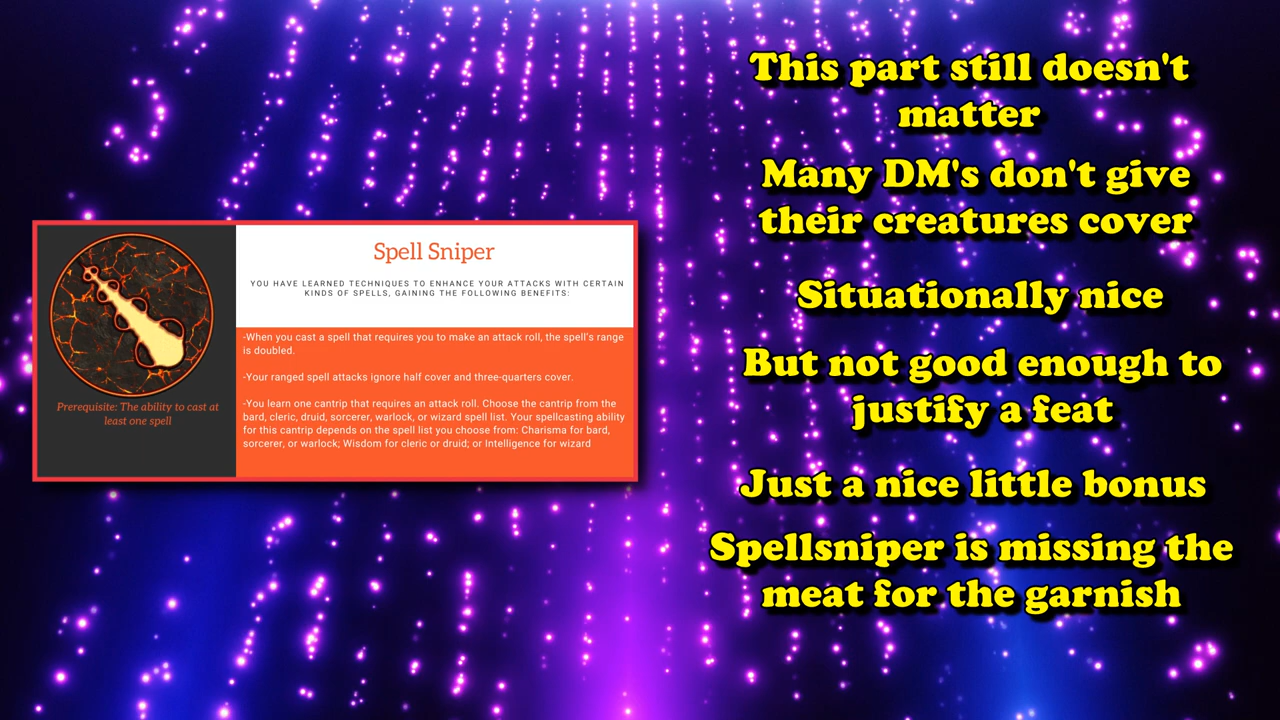 Spell Sniper
YOU HAVE LEARNED TECHNIQUES TO ENHANCE YOUR ATTACKS WITH CERTAIN
KINDS OF SPELLS, GAINING THE FOLLOWING BENEFITS:
-When you cast a spell that requires you to make an attack roll, the spell's range
is doubled.
-Your ranged spell attacks ignore half cover and three-quarters cover.
-You learn one cantrip that requires an attack roll. Choose the cantrip from the
bard, cleric, druid, sorcerer, warlock, or wizard spell list. Your spellcasting ability
for this cantrip depends on the spell list you choose from: Charisma for bard,
sorcerer, or warlock; Wisdom for cleric or druid; or Intelligence for wizard
Prerequisite: The ability to cast at
least one spell
This part still doesn't
matter
Many DM's don't give
their creatures cover
Situationally nice
But not good enough to
justify a feat
Just a nice little bonus
Spellsniper is missing the
meat for the garnish